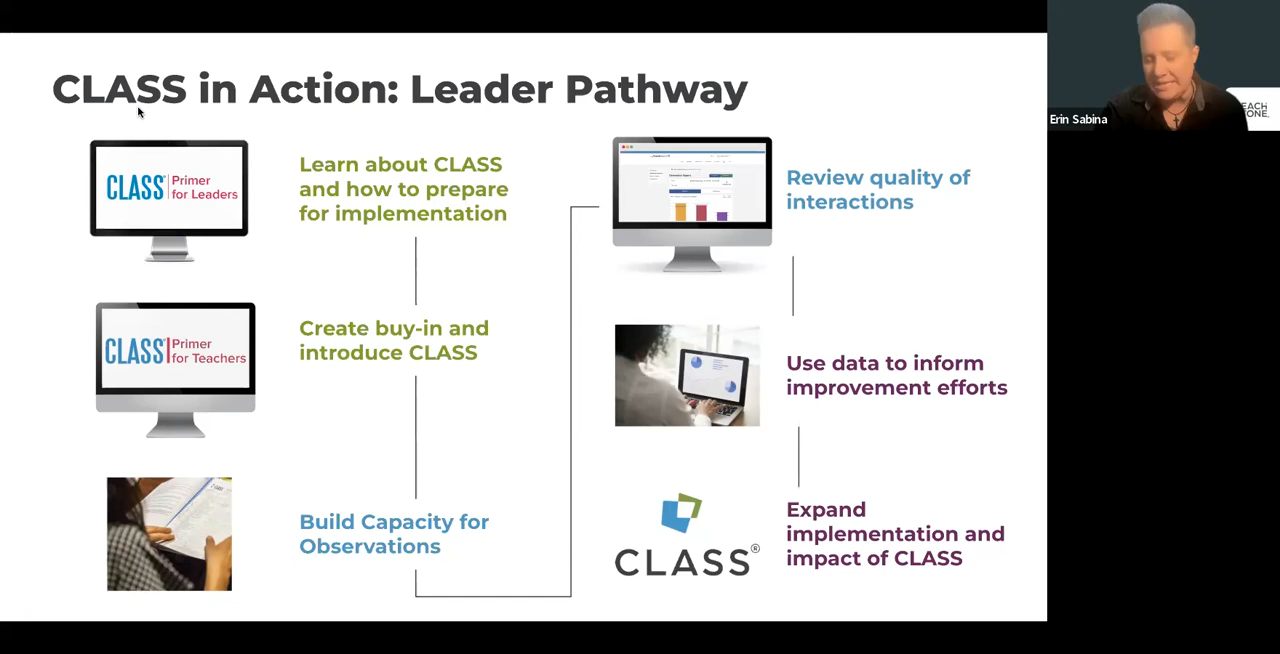 CLASS in Action: Leader Pathway
CLASS® Primer
for Leaders
Learn about CLASS
and how to prepare
for implementation
CLASS® Primer
for Teachers
Create buy-in and
introduce CLASS
Build Capacity for
Observations
Review quality of
interactions
Use data to inform
improvement efforts
CLASS®
Expand
implementation and
impact of CLASS
Erin Sabina